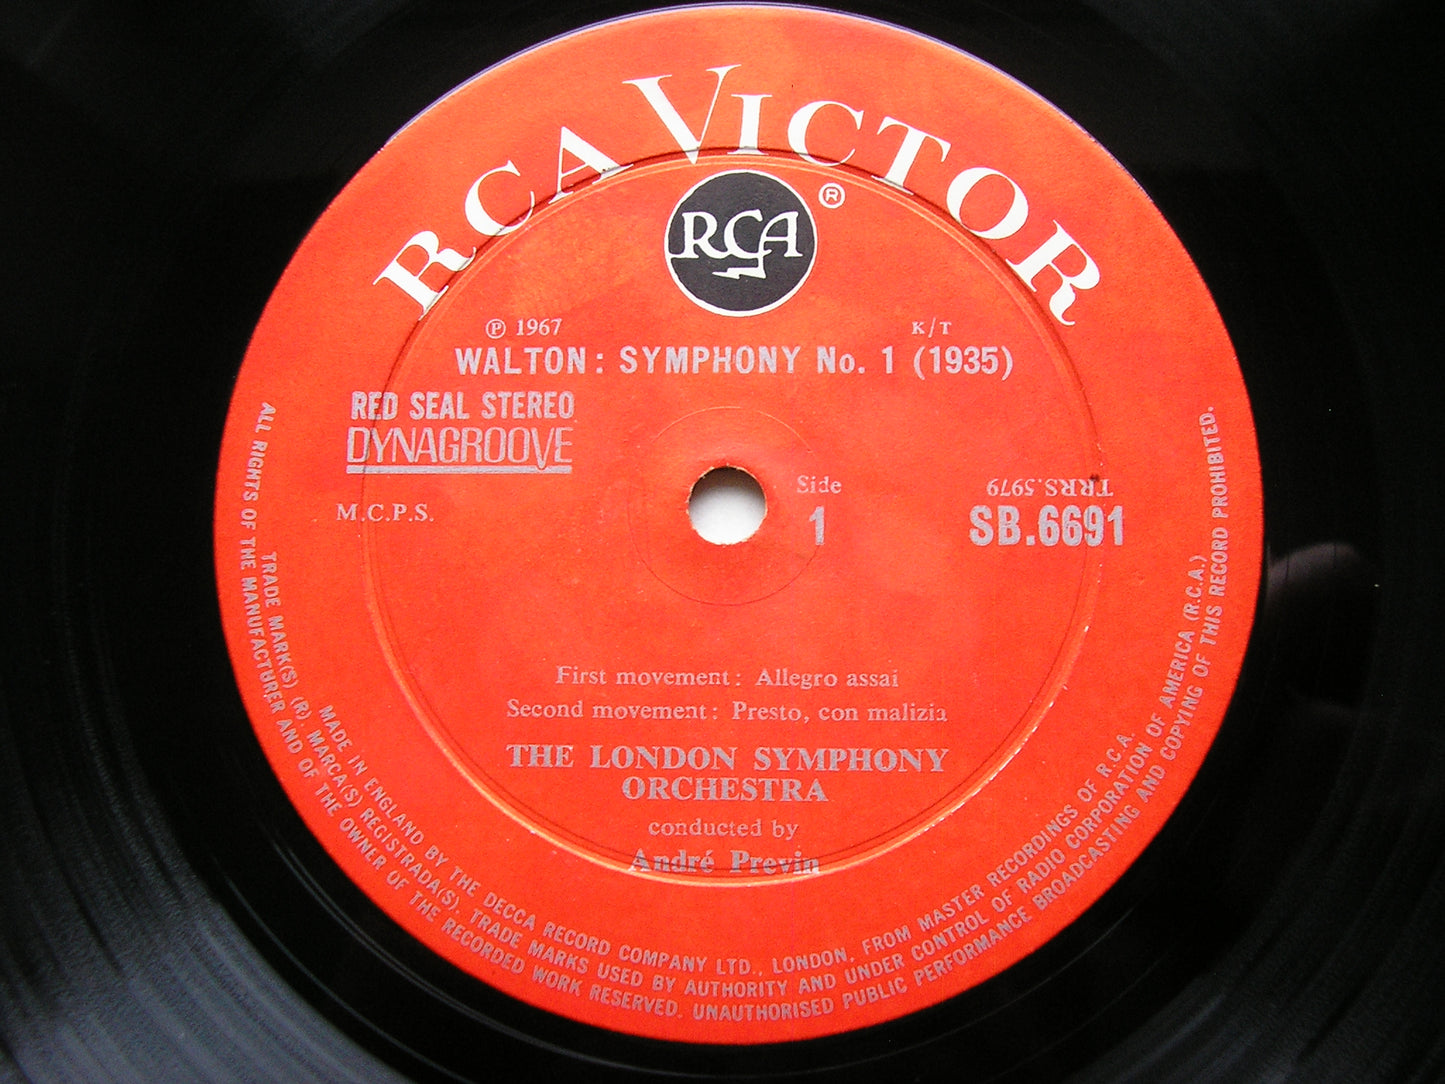 RCA VICTOR
RCA ®
℗ 1967
K/T
WALTON: SYMPHONY No. 1 (1935)
RED SEAL STEREO
DYNAGROOVE
M.C.P.S.
Side
1
TRRS.5979
SB.6691
First movement: Allegro assai
Second movement: Presto, con malizia
THE LONDON SYMPHONY
ORCHESTRA
conducted by
André Previn
MADE IN ENGLAND BY THE DECCA RECORD COMPANY LTD., LONDON, FROM MASTER RECORDINGS OF R.C.A.
TRADE MARK(S) (R). MARCA(S) REGISTRADA(S). TRADE MARKS USED BY AUTHORITY AND UNDER CONTROL OF RADIO CORPORATION OF AMERICA (R.C.A.)
ALL RIGHTS OF THE MANUFACTURER AND OF THE OWNER OF THE RECORDED WORK RESERVED. UNAUTHORISED PUBLIC PERFORMANCE BROADCASTING AND COPYING OF THIS RECORD PROHIBITED.